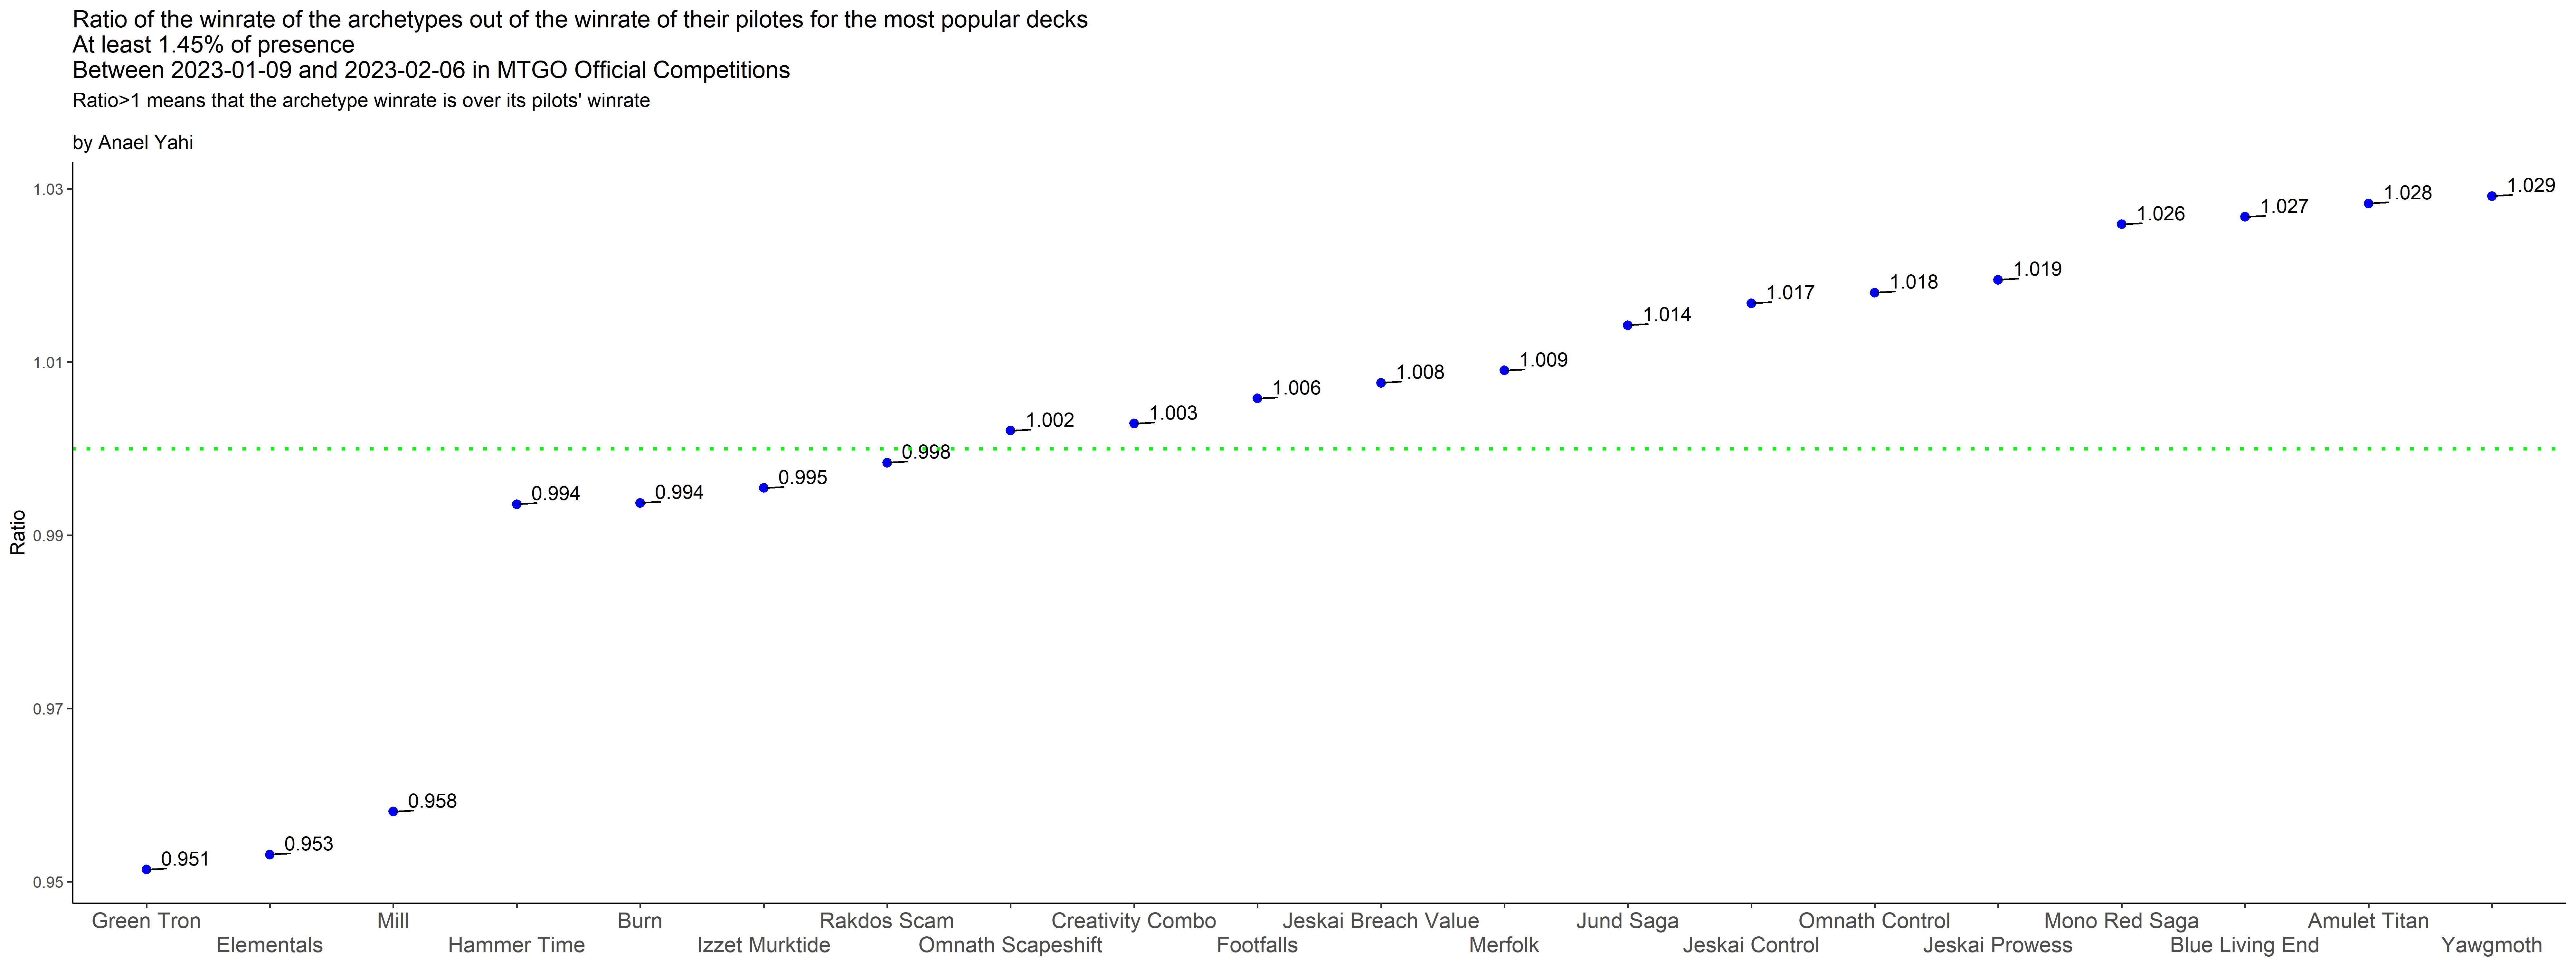 Ratio of the winrate of the archetypes out of the winrate of their pilotes for the most popular decks
At least 1.45% of presence
Between 2023-01-09 and 2023-02-06 in MTGO Official Competitions
Ratio>1 means that the archetype winrate is over its pilots' winrate
by Anael Yahi
Ratio
1.03
1.01
0.99
0.97
0.95
0.951
0.953
0.958
0.994
0.994
0.995
0.998
1.002
1.003
1.006
1.008
1.009
1.014
1.017
1.018
1.019
1.026
1.027
1.028
1.029
Green Tron
Elementals
Mill
Hammer Time
Burn
Izzet Murktide
Rakdos Scam
Omnath Scapeshift
Creativity Combo
Footfalls
Jeskai Breach Value
Merfolk
Jund Saga
Jeskai Control
Omnath Control
Jeskai Prowess
Mono Red Saga
Blue Living End
Amulet Titan
Yawgmoth